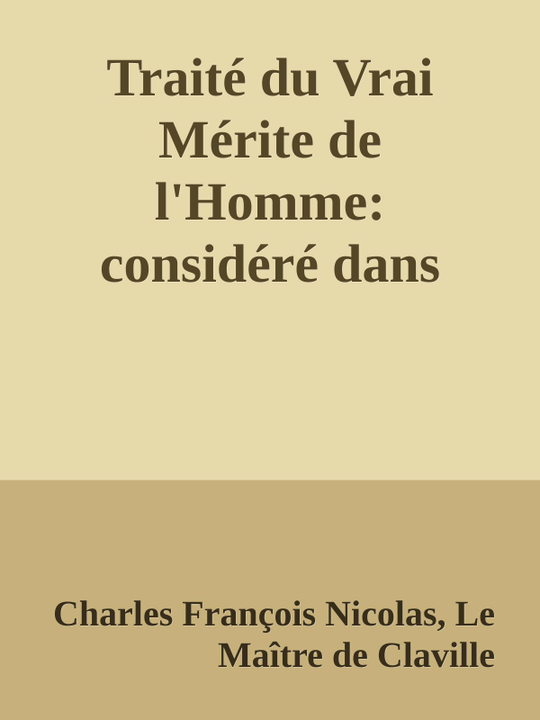 Traité du Vrai
Mérite de
l'Homme:
considéré dans
Charles François Nicolas, Le
Maître de Claville